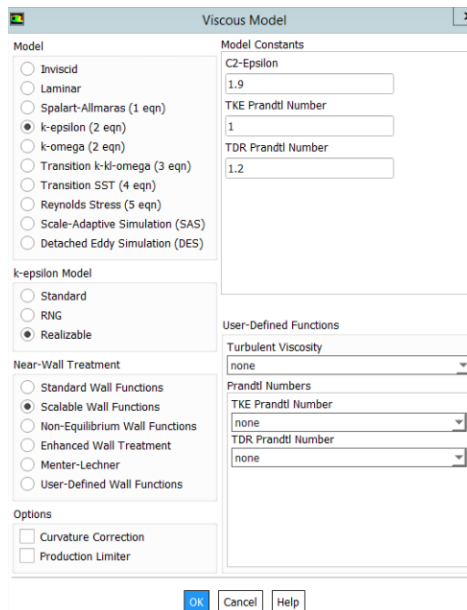 Viscous Model
Model
Inviscid
Laminar
Spalart-Allmaras (1 eqn)
k-epsilon (2 eqn)
k-omega (2 eqn)
Transition k-kl-omega (3 eqn)
Transition SST (4 eqn)
Reynolds Stress (5 eqn)
Scale-Adaptive Simulation (SAS)
Detached Eddy Simulation (DES)
k-epsilon Model
Standard
RNG
Realizable
Near-Wall Treatment
Standard Wall Functions
Scalable Wall Functions
Non-Equilibrium Wall Functions
Enhanced Wall Treatment
Menter-Lechner
User-Defined Wall Functions
Options
Curvature Correction
Production Limiter
Model Constants
C2-Epsilon
1.9
TKE Prandtl Number
1
TDR Prandtl Number
1.2
User-Defined Functions
Turbulent Viscosity
none
Prandtl Numbers
TKE Prandtl Number
none
TDR Prandtl Number
none
OK Cancel Help